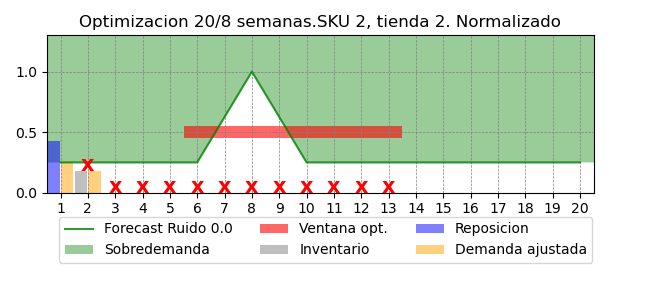 Optimizacion 20/8 semanas.SKU 2, tienda 2. Normalizado
1.0
0.5
0.0
X
X X X X X X X X X X X
1 2 3 4 5 6 7 8 9 10 11 12 13 14 15 16 17 18 19 20
Forecast Ruido 0.0 Ventana opt. Reposicion
Sobredemanda Inventario Demanda ajustada